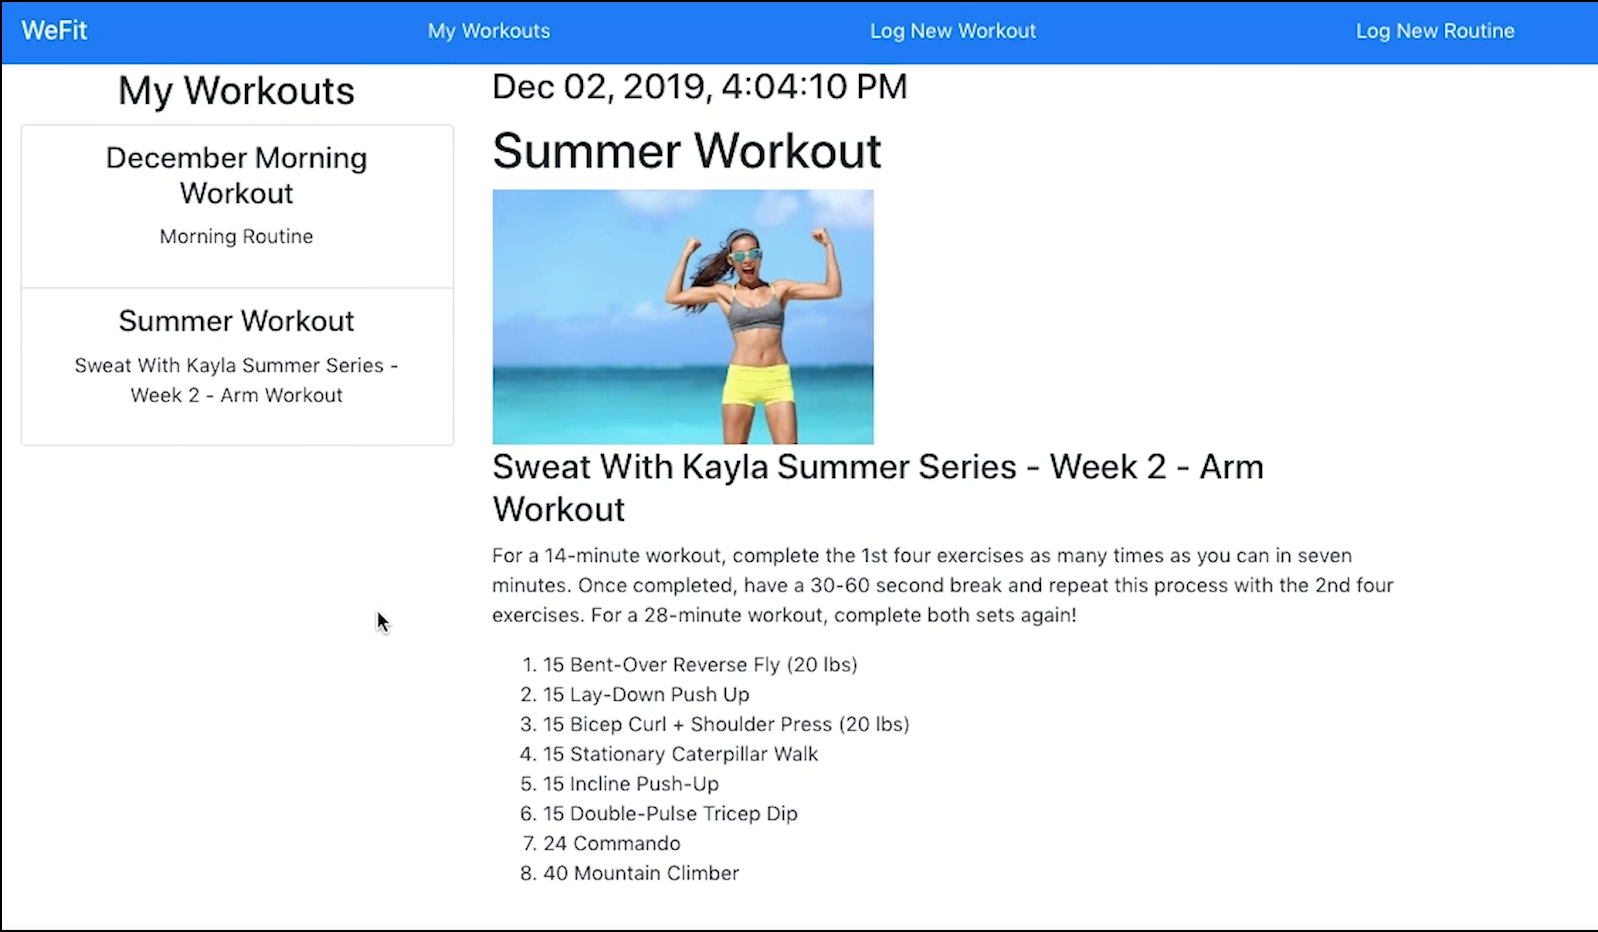 WeFit
My Workouts
Log New Workout
Log New Routine
My Workouts
December Morning
Workout
Morning Routine
Summer Workout
Sweat With Kayla Summer Series -
Week 2 - Arm Workout
Dec 02, 2019, 4:04:10 PM
Summer Workout
Sweat With Kayla Summer Series - Week 2 - Arm
Workout
For a 14-minute workout, complete the 1st four exercises as many times as you can in seven
minutes. Once completed, have a 30-60 second break and repeat this process with the 2nd four
exercises. For a 28-minute workout, complete both sets again!
1. 15 Bent-Over Reverse Fly (20 lbs)
2. 15 Lay-Down Push Up
3. 15 Bicep Curl + Shoulder Press (20 lbs)
4. 15 Stationary Caterpillar Walk
5. 15 Incline Push-Up
6. 15 Double-Pulse Tricep Dip
7. 24 Commando
8. 40 Mountain Climber